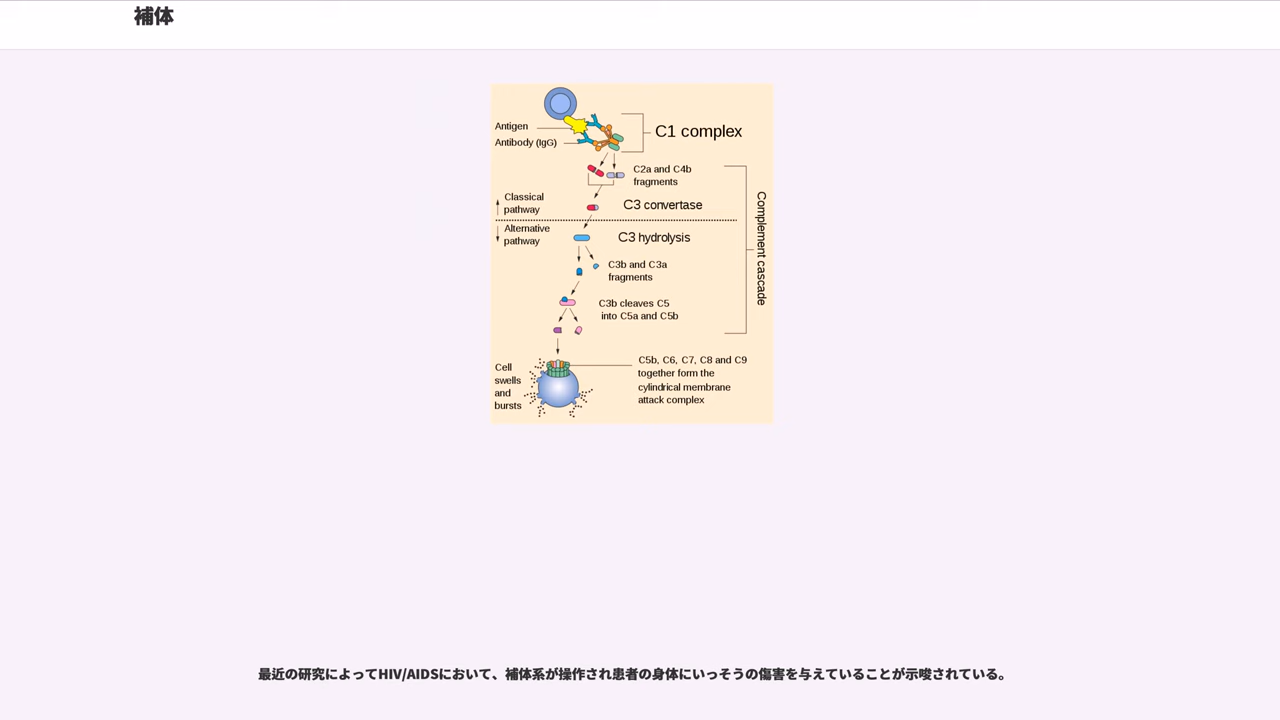 補体
Antigen
Antibody (IgG)
C1 complex
C2a and C4b
fragments
Classical
pathway
C3 convertase
Alternative
pathway
C3 hydrolysis
C3b and C3a
fragments
C3b cleaves C5
into C5a and C5b
Complement cascade
Cell
swells
and
bursts
C5b, C6, C7, C8 and C9
together form the
cylindrical membrane
attack complex
最近の研究によってHIV/AIDSにおいて、補体系が操作され患者の身体にいっそうの傷害を与えていることが示唆されている。